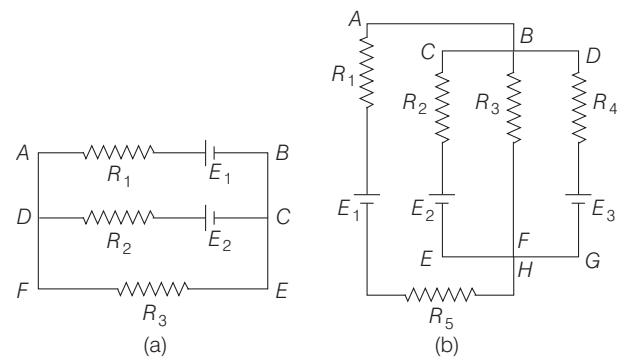 A R₁ E₁ B
D R₂ E₂ C
F R₃ E
(a)
A B
C D
R₁ R₂ R₃ R₄
E₁ E₂ E₃
F
E H G
R₅
(b)